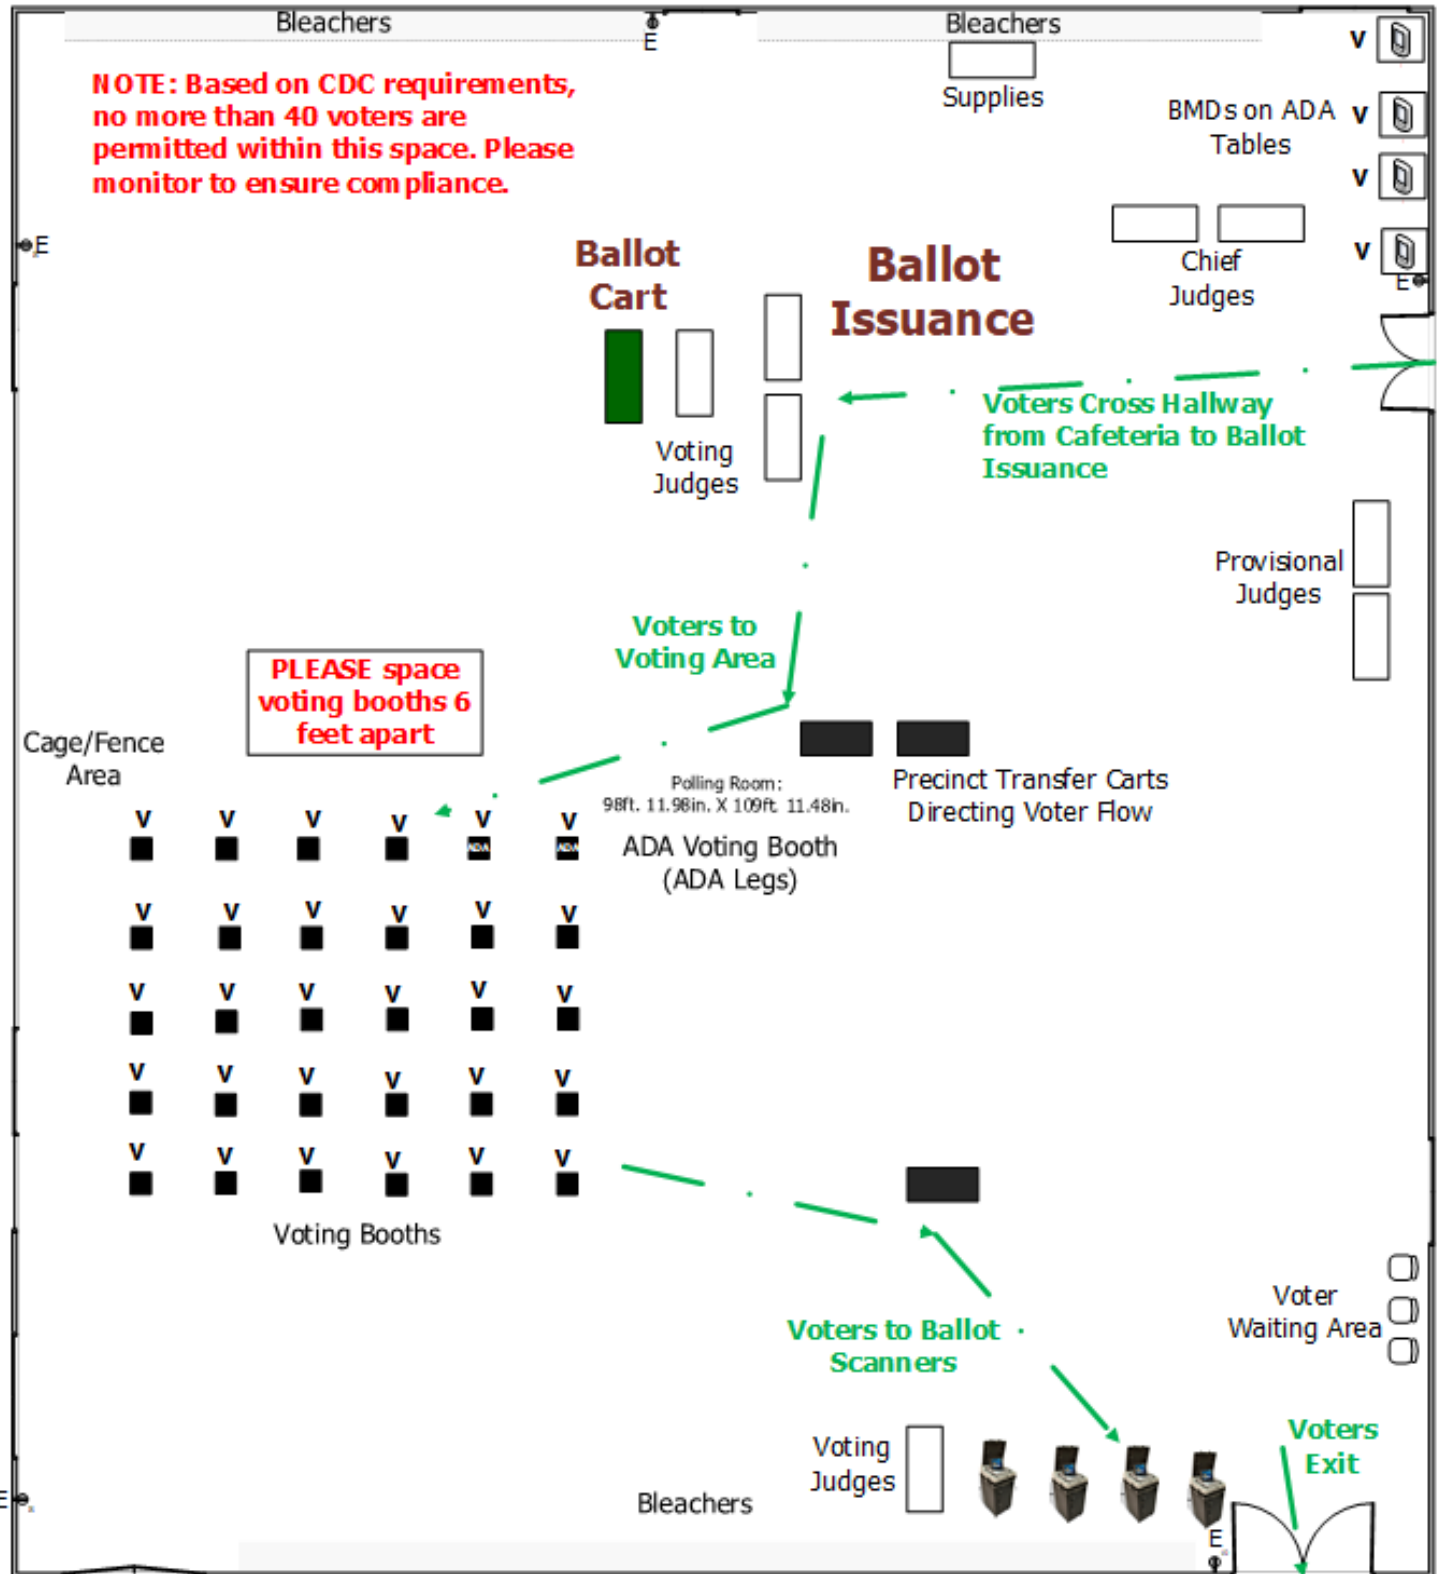 Bleachers
E
Bleachers
V
NOTE: Based on CDC requirements,
no more than 40 voters are
permitted within this space. Please
monitor to ensure compliance.
Supplies
BMDs on ADA
Tables
V
V
E
Ballot
Cart
Ballot
Issuance
Chief
Judges
V
E
Voters Cross Hallway
from Cafeteria to Ballot
Issuance
Voting
Judges
Provisional
Judges
Voters to
Voting Area
PLEASE space
voting booths 6
feet apart
Cage/Fence
Area
Polling Room:
98ft. 11.98in. X 109ft. 11.48in.
Precinct Transfer Carts
Directing Voter Flow
V V V V V V
ADA ADA
ADA Voting Booth
(ADA Legs)
V V V V V V
V V V V V V
V V V V V V
V V V V V V
Voting Booths
Voter
Waiting Area
Voters to Ballot
Scanners
Voters
Exit
Voting
Judges
Bleachers
E
E